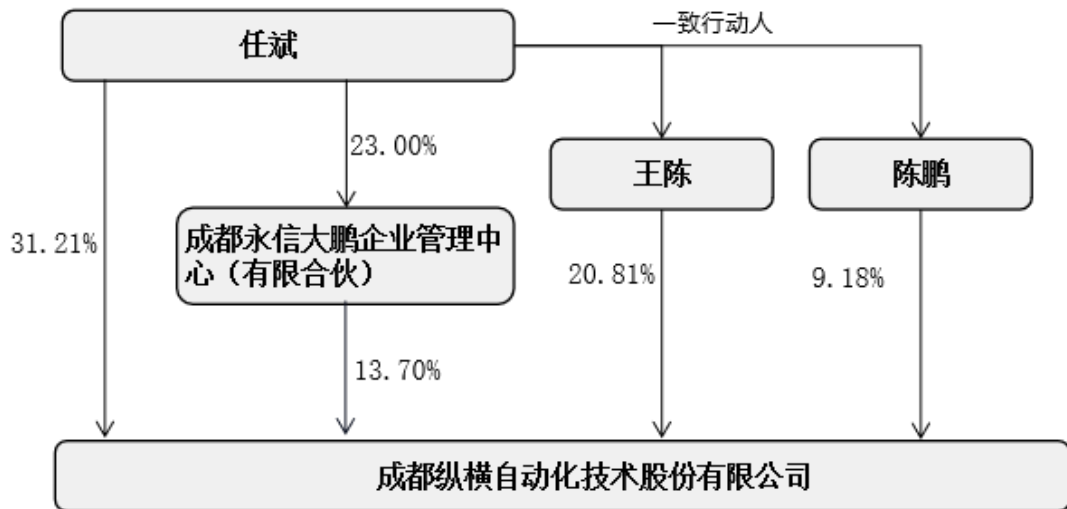 一致行动人
任斌
23.00%
王陈
陈鹏
31.21%
成都永信大鹏企业管理中
心（有限合伙）
20.81%
9.18%
13.70%
成都纵横自动化技术股份有限公司